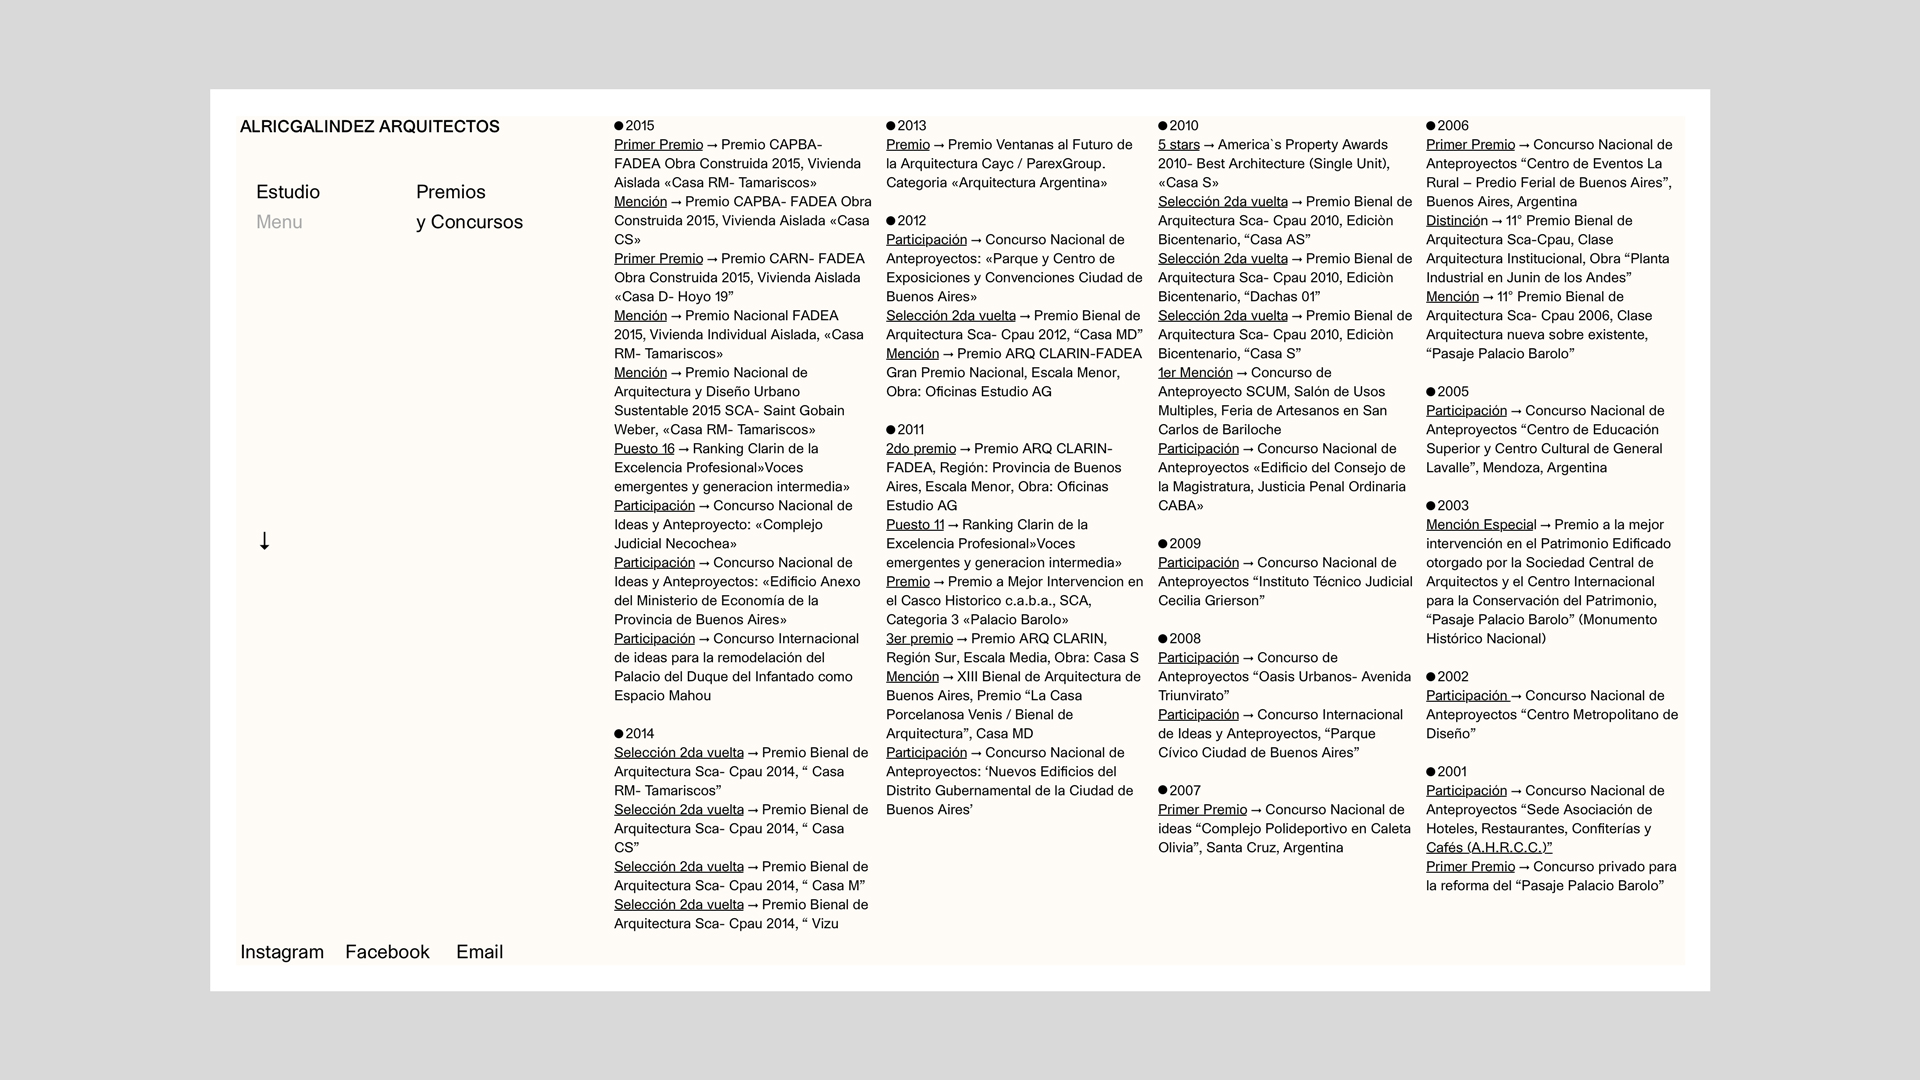 ALRICGALINDEZ ARQUITECTOS
Estudio
Menu
Premios
y Concursos
↓
●2015
Primer Premio → Premio CAPBA-
FADEA Obra Construida 2015, Vivienda
Aislada «Casa RM- Tamariscos»
Mención → Premio CAPBA- FADEA Obra
Construida 2015, Vivienda Aislada «Casa
CS»
Primer Premio → Premio CARN- FADEA
Obra Construida 2015, Vivienda Aislada
«Casa D- Hoyo 19”
Mención → Premio Nacional FADEA
2015, Vivienda Individual Aislada, «Casa
RM- Tamariscos»
Mención → Premio Nacional de
Arquitectura y Diseño Urbano
Sustentable 2015 SCA- Saint Gobain
Weber, «Casa RM- Tamariscos»
Puesto 16 → Ranking Clarin de la
Excelencia Profesional»Voces
emergentes y generacion intermedia»
Participación → Concurso Nacional de
Ideas y Anteproyecto: «Complejo
Judicial Necochea»
Participación → Concurso Nacional de
Ideas y Anteproyectos: «Edificio Anexo
del Ministerio de Economía de la
Provincia de Buenos Aires»
Participación → Concurso Internacional
de ideas para la remodelación del
Palacio del Duque del Infantado como
Espacio Mahou
●2014
Selección 2da vuelta → Premio Bienal de
Arquitectura Sca- Cpau 2014, “ Casa
RM- Tamariscos”
Selección 2da vuelta → Premio Bienal de
Arquitectura Sca- Cpau 2014, “ Casa
CS”
Selección 2da vuelta → Premio Bienal de
Arquitectura Sca- Cpau 2014, “ Casa M”
Selección 2da vuelta → Premio Bienal de
Arquitectura Sca- Cpau 2014, “ Vizu
●2013
Premio → Premio Ventanas al Futuro de
la Arquitectura Cayc / ParexGroup.
Categoria «Arquitectura Argentina»
●2012
Participación → Concurso Nacional de
Anteproyectos: «Parque y Centro de
Exposiciones y Convenciones Ciudad de
Buenos Aires»
Selección 2da vuelta → Premio Bienal de
Arquitectura Sca- Cpau 2012, “Casa MD”
Mención → Premio ARQ CLARIN-FADEA
Gran Premio Nacional, Escala Menor,
Obra: Oficinas Estudio AG
●2011
2do premio → Premio ARQ CLARIN-
FADEA, Región: Provincia de Buenos
Aires, Escala Menor, Obra: Oficinas
Estudio AG
Puesto 11 → Ranking Clarin de la
Excelencia Profesional»Voces
emergentes y generacion intermedia»
Premio → Premio a Mejor Intervencion en
el Casco Historico c.a.b.a., SCA,
Categoria 3 «Palacio Barolo»
3er premio → Premio ARQ CLARIN,
Región Sur, Escala Media, Obra: Casa S
Mención → XIII Bienal de Arquitectura de
Buenos Aires, Premio “La Casa
Porcelanosa Venis / Bienal de
Arquitectura”, Casa MD
Participación → Concurso Nacional de
Anteproyectos: ‘Nuevos Edificios del
Distrito Gubernamental de la Ciudad de
Buenos Aires’
●2010
5 stars → America`s Property Awards
2010- Best Architecture (Single Unit),
«Casa S»
Selección 2da vuelta → Premio Bienal de
Arquitectura Sca- Cpau 2010, Ediciòn
Bicentenario, “Casa AS”
Selección 2da vuelta → Premio Bienal de
Arquitectura Sca- Cpau 2010, Ediciòn
Bicentenario, “Dachas 01”
Selección 2da vuelta → Premio Bienal de
Arquitectura Sca- Cpau 2010, Ediciòn
Bicentenario, “Casa S”
1er Mención → Concurso de
Anteproyecto SCUM, Salón de Usos
Multiples, Feria de Artesanos en San
Carlos de Bariloche
Participación → Concurso Nacional de
Anteproyectos «Edificio del Consejo de
la Magistratura, Justicia Penal Ordinaria
CABA»
●2009
Participación → Concurso Nacional de
Anteproyectos “Instituto Técnico Judicial
Cecilia Grierson”
●2008
Participación → Concurso de
Anteproyectos “Oasis Urbanos- Avenida
Triunvirato”
Participación → Concurso Internacional
de Ideas y Anteproyectos, “Parque
Cívico Ciudad de Buenos Aires”
●2007
Primer Premio → Concurso Nacional de
ideas “Complejo Polideportivo en Caleta
Olivia”, Santa Cruz, Argentina
●2006
Primer Premio → Concurso Nacional de
Anteproyectos “Centro de Eventos La
Rural – Predio Ferial de Buenos Aires”,
Buenos Aires, Argentina
Distinción → 11° Premio Bienal de
Arquitectura Sca-Cpau, Clase
Arquitectura Institucional, Obra “Planta
Industrial en Junin de los Andes”
Mención → 11° Premio Bienal de
Arquitectura Sca- Cpau 2006, Clase
Arquitectura nueva sobre existente,
“Pasaje Palacio Barolo”
●2005
Participación → Concurso Nacional de
Anteproyectos “Centro de Educación
Superior y Centro Cultural de General
Lavalle”, Mendoza, Argentina
●2003
Mención Especial → Premio a la mejor
intervención en el Patrimonio Edificado
otorgado por la Sociedad Central de
Arquitectos y el Centro Internacional
para la Conservación del Patrimonio,
“Pasaje Palacio Barolo” (Monumento
Histórico Nacional)
●2002
Participación → Concurso Nacional de
Anteproyectos “Centro Metropolitano de
Diseño”
●2001
Participación → Concurso Nacional de
Anteproyectos “Sede Asociación de
Hoteles, Restaurantes, Confiterías y
Cafés (A.H.R.C.C.)”
Primer Premio → Concurso privado para
la reforma del “Pasaje Palacio Barolo”
Instagram Facebook Email